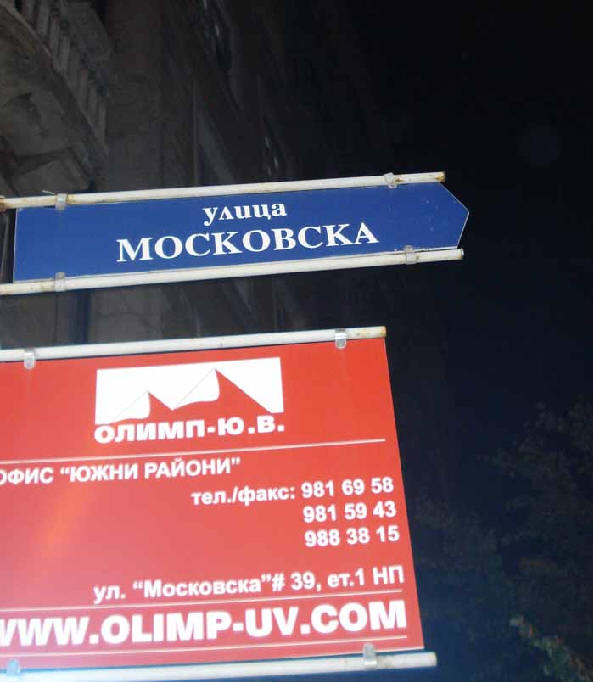 улица
МОСКОВСКА
ОЛИМП-Ю.В.
ОФИС "ЮЖНИ РАЙОНИ"
тел./факс: 981 69 58
981 59 43
988 38 15
ул. "Московска"# 39, ет.1 НП
WWW.OLIMP-UV.COM